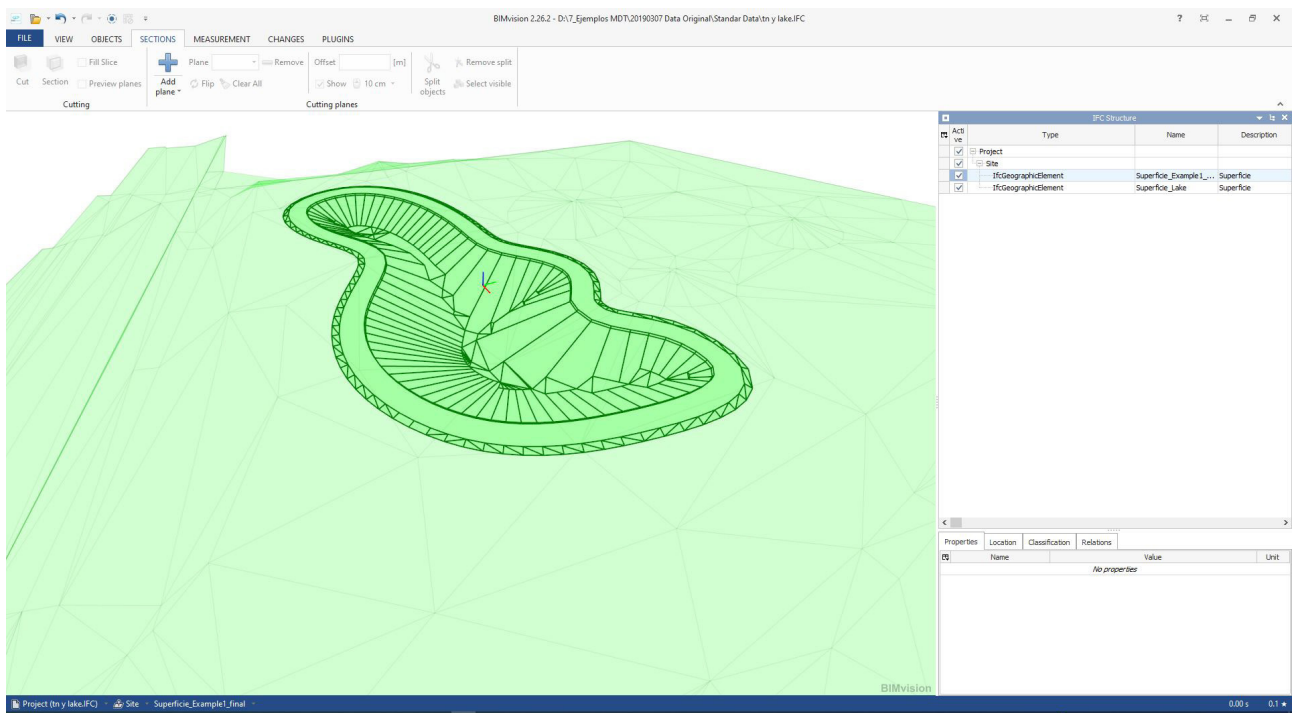 BIMvision 2.26.2 - D:\7_Ejemplos MDT\20190307 Data Original\Standar Data\tn y lake.IFC
FILE VIEW OBJECTS SECTIONS MEASUREMENT CHANGES PLUGINS
Fill Slice Plane Remove Offset [m] Remove split
Cut Section Preview planes Add plane Flip Clear All Show 10 cm Split objects Select visible
Cutting Cutting planes
IFC Structure
Active Type Name Description
Project
Site
IfcGeographicElement Superficie_Example1_... Superficie
IfcGeographicElement Superficie_Lake Superficie
Properties Location Classification Relations
Name Value Unit
No properties
BIMvision
Project (tn y lake.IFC) Site Superficie_Example1_final 0.00 s 0.1